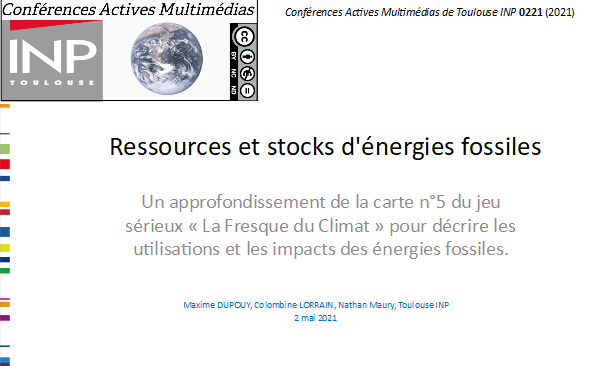 Conférences Actives Multimédias
Conférences Actives Multimédias de Toulouse INP 0221 (2021)
INP
TOULOUSE
CC
BY NC ND
Ressources et stocks d'énergies fossiles
Un approfondissement de la carte n°5 du jeu
sérieux « La Fresque du Climat » pour décrire les
utilisations et les impacts des énergies fossiles.
Maxime DUPOUY, Colombine LORRAIN, Nathan Maury, Toulouse INP
2 mai 2021